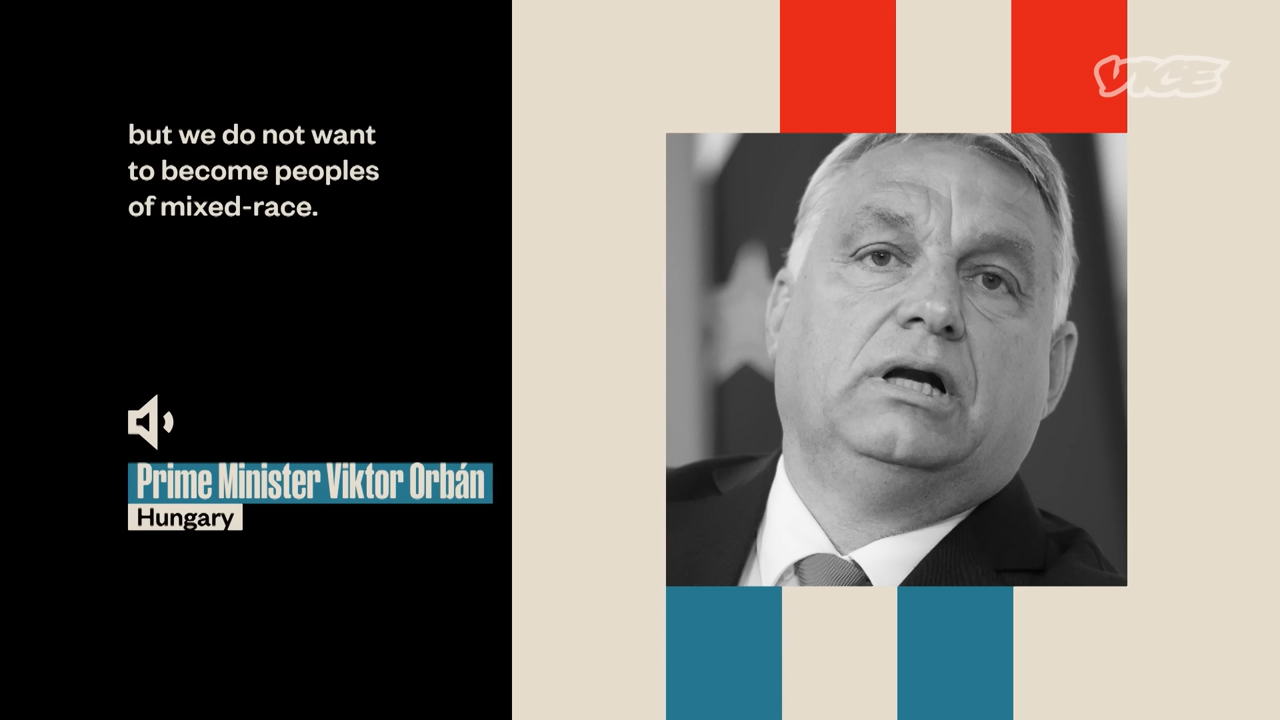 but we do not want
to become peoples
of mixed-race.
VICE
Prime Minister Viktor Orbán
Hungary